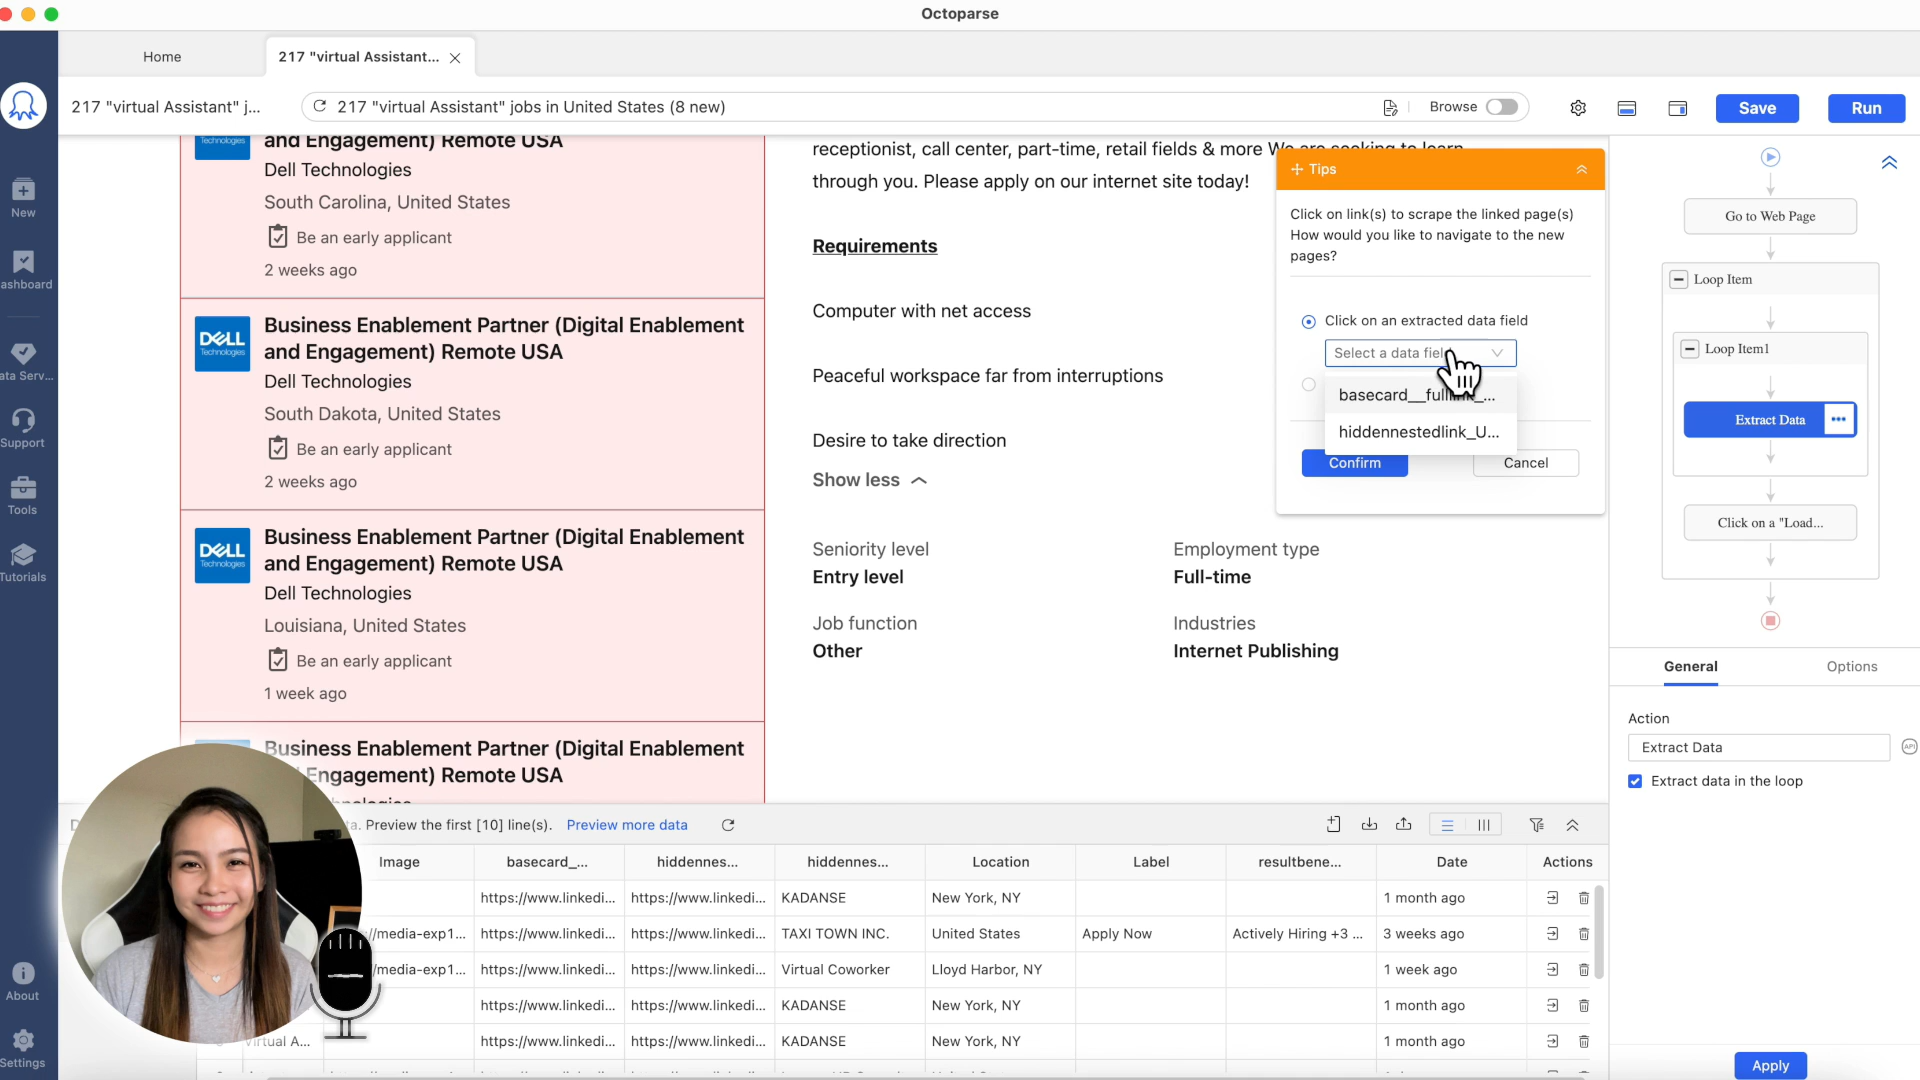 Octoparse
Home
217 "virtual Assistant...
217 "virtual Assistant" j...
217 "virtual Assistant" jobs in United States (8 new)
Browse
Save
Run
New
ashboard
ata Serv...
Support
Tools
Tutorials
About
Settings
Technologies
and Engagement) Remote USA
Dell Technologies
South Carolina, United States
Be an early applicant
2 weeks ago
DELL
Technologies
Business Enablement Partner (Digital Enablement
and Engagement) Remote USA
Dell Technologies
South Dakota, United States
Be an early applicant
2 weeks ago
DELL
Technologies
Business Enablement Partner (Digital Enablement
and Engagement) Remote USA
Dell Technologies
Louisiana, United States
Be an early applicant
1 week ago
Business Enablement Partner (Digital Enablement
Engagement) Remote USA
receptionist, call center, part-time, retail fields & more We are seeking to learn
through you. Please apply on our internet site today!
Requirements
Computer with net access
Peaceful workspace far from interruptions
Desire to take direction
Show less
Seniority level
Entry level
Employment type
Full-time
Job function
Other
Industries
Internet Publishing
Tips
Click on link(s) to scrape the linked page(s)
How would you like to navigate to the new
pages?
Click on an extracted data field
Select a data field
basecard__fulllink_...
hiddennestedlink_U...
Confirm
Cancel
Go to Web Page
Loop Item
Loop Item1
Extract Data
Click on a "Load...
General
Options
Action
Extract Data
API
Extract data in the loop
Apply
ta. Preview the first [10] line(s). Preview more data
Image basecard_... hiddennes... hiddennes... Location Label resultbene... Date Actions
https://www.linkedi... https://www.linkedi... KADANSE New York, NY 1 month ago
://media-exp1... https://www.linkedi... https://www.linkedi... TAXI TOWN INC. United States Apply Now Actively Hiring +3 ... 3 weeks ago
/media-exp1... https://www.linkedi... https://www.linkedi... Virtual Coworker Lloyd Harbor, NY 1 week ago
https://www.linkedi... https://www.linkedi... KADANSE New York, NY 1 month ago
Virtual A... https://www.linkedi... https://www.linkedi... KADANSE New York, NY 1 month ago